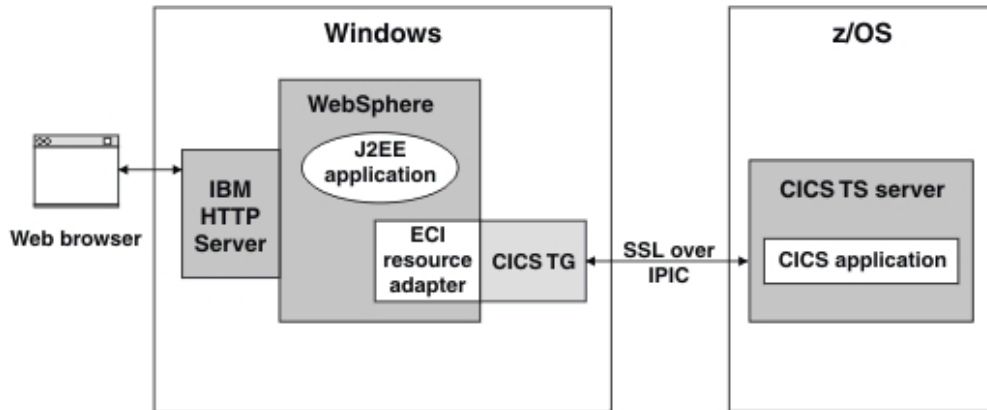 Windows
z/OS
WebSphere
J2EE
application
IBM
HTTP
Server
Web browser
ECI
resource
adapter
CICS TG
SSL over
IPIC
CICS TS server
CICS application